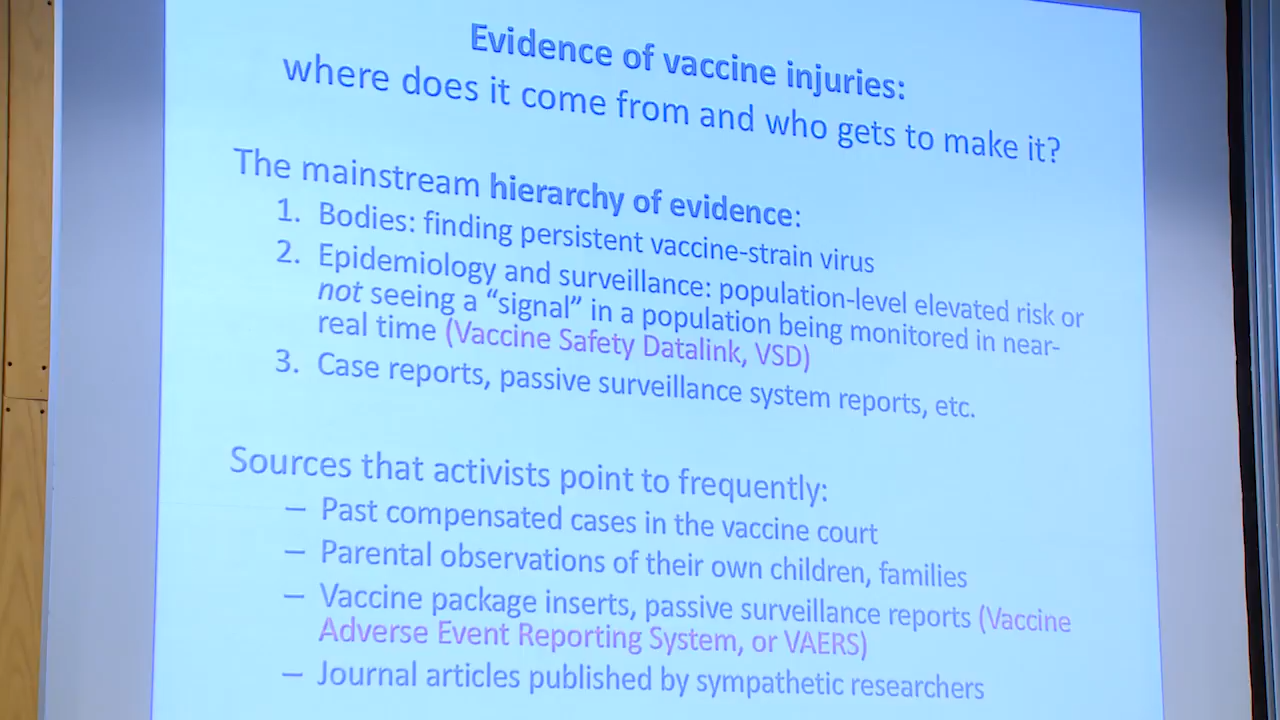 Evidence of vaccine injuries:
where does it come from and who gets to make it?
The mainstream hierarchy of evidence:
1. Bodies: finding persistent vaccine-strain virus
2. Epidemiology and surveillance: population-level elevated risk or
not seeing a “signal” in a population being monitored in near-
real time (Vaccine Safety Datalink, VSD)
3. Case reports, passive surveillance system reports, etc.
Sources that activists point to frequently:
– Past compensated cases in the vaccine court
– Parental observations of their own children, families
– Vaccine package inserts, passive surveillance reports (Vaccine
Adverse Event Reporting System, or VAERS)
– Journal articles published by sympathetic researchers